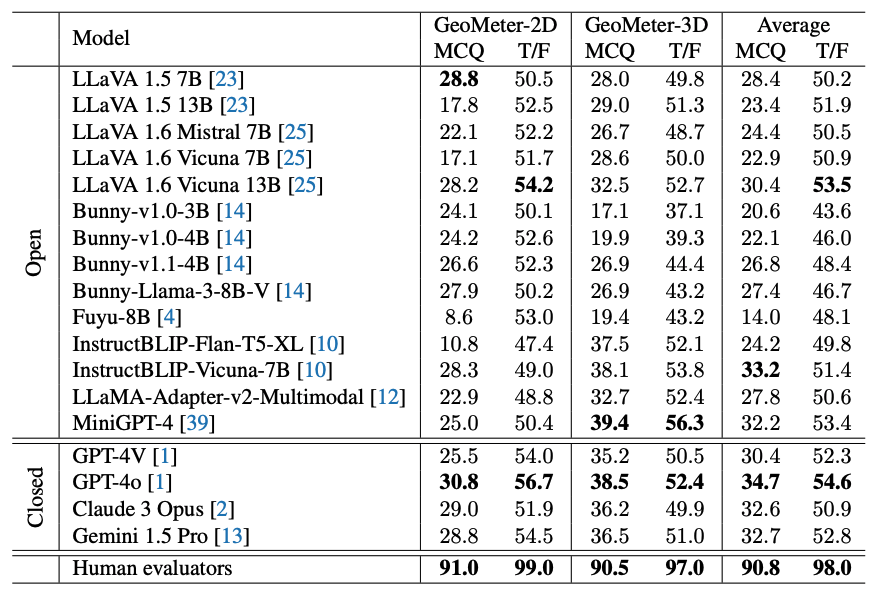 Model GeoMeter-2D GeoMeter-3D Average
MCQ T/F MCQ T/F MCQ T/F
Open
LLaVA 1.5 7B [23] 28.8 50.5 28.0 49.8 28.4 50.2
LLaVA 1.5 13B [23] 17.8 52.5 29.0 51.3 23.4 51.9
LLaVA 1.6 Mistral 7B [25] 22.1 52.2 26.7 48.7 24.4 50.5
LLaVA 1.6 Vicuna 7B [25] 17.1 51.7 28.6 50.0 22.9 50.9
LLaVA 1.6 Vicuna 13B [25] 28.2 54.2 32.5 52.7 30.4 53.5
Bunny-v1.0-3B [14] 24.1 50.1 17.1 37.1 20.6 43.6
Bunny-v1.0-4B [14] 24.2 52.6 19.9 39.3 22.1 46.0
Bunny-v1.1-4B [14] 26.6 52.3 26.9 44.4 26.8 48.4
Bunny-Llama-3-8B-V [14] 27.9 50.2 26.9 43.2 27.4 46.7
Fuyu-8B [4] 8.6 53.0 19.4 43.2 14.0 48.1
InstructBLIP-Flan-T5-XL [10] 10.8 47.4 37.5 52.1 24.2 49.8
InstructBLIP-Vicuna-7B [10] 28.3 49.0 38.1 53.8 33.2 51.4
LLaMA-Adapter-v2-Multimodal [12] 22.9 48.8 32.7 52.4 27.8 50.6
MiniGPT-4 [39] 25.0 50.4 39.4 56.3 32.2 53.4
Closed
GPT-4V [1] 25.5 54.0 35.2 50.5 30.4 52.3
GPT-4o [1] 30.8 56.7 38.5 52.4 34.7 54.6
Claude 3 Opus [2] 29.0 51.9 36.2 49.9 32.6 50.9
Gemini 1.5 Pro [13] 28.8 54.5 36.5 51.0 32.7 52.8
Human evaluators 91.0 99.0 90.5 97.0 90.8 98.0